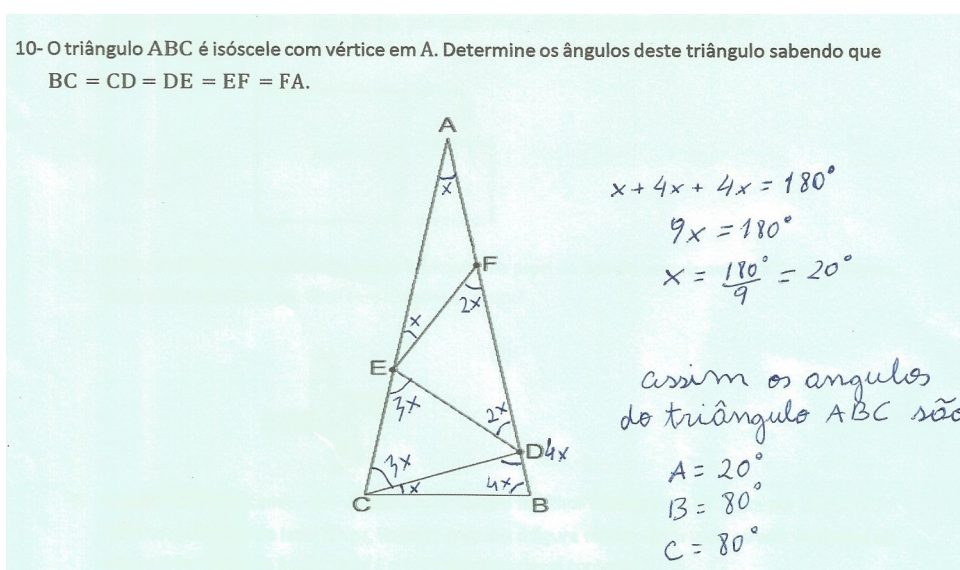 10- O triângulo ABC é isóscele com vértice em A. Determine os ângulos deste triângulo sabendo que
BC = CD = DE = EF = FA.
A
x
F
2x
x
E
3x
2x
D 4x
3x
x
4x
C
B
x + 4x + 4x = 180°
9x = 180°
x = 180°/9 = 20°
assim os angulos
do triângulo ABC são
A = 20°
B = 80°
C = 80°